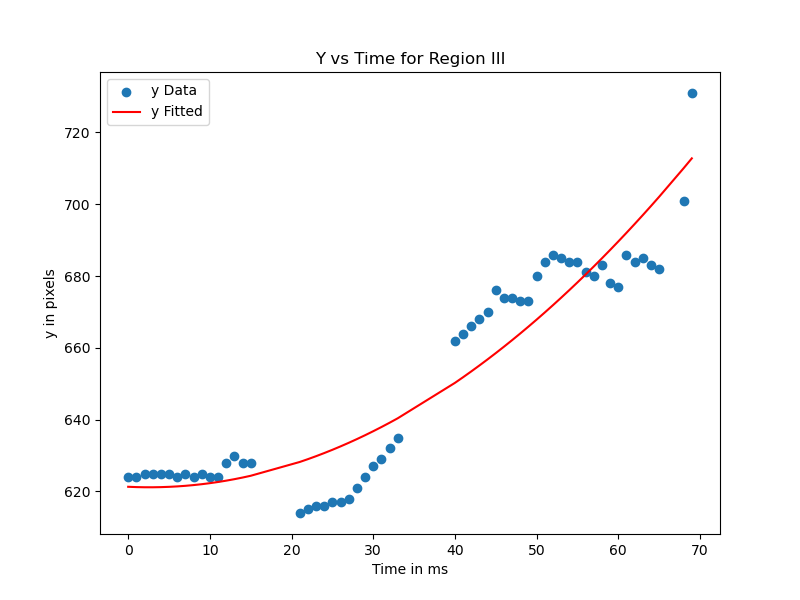 Y vs Time for Region III
y Data
y Fitted
720
700
680
660
640
620
y in pixels
0 10 20 30 40 50 60 70
Time in ms